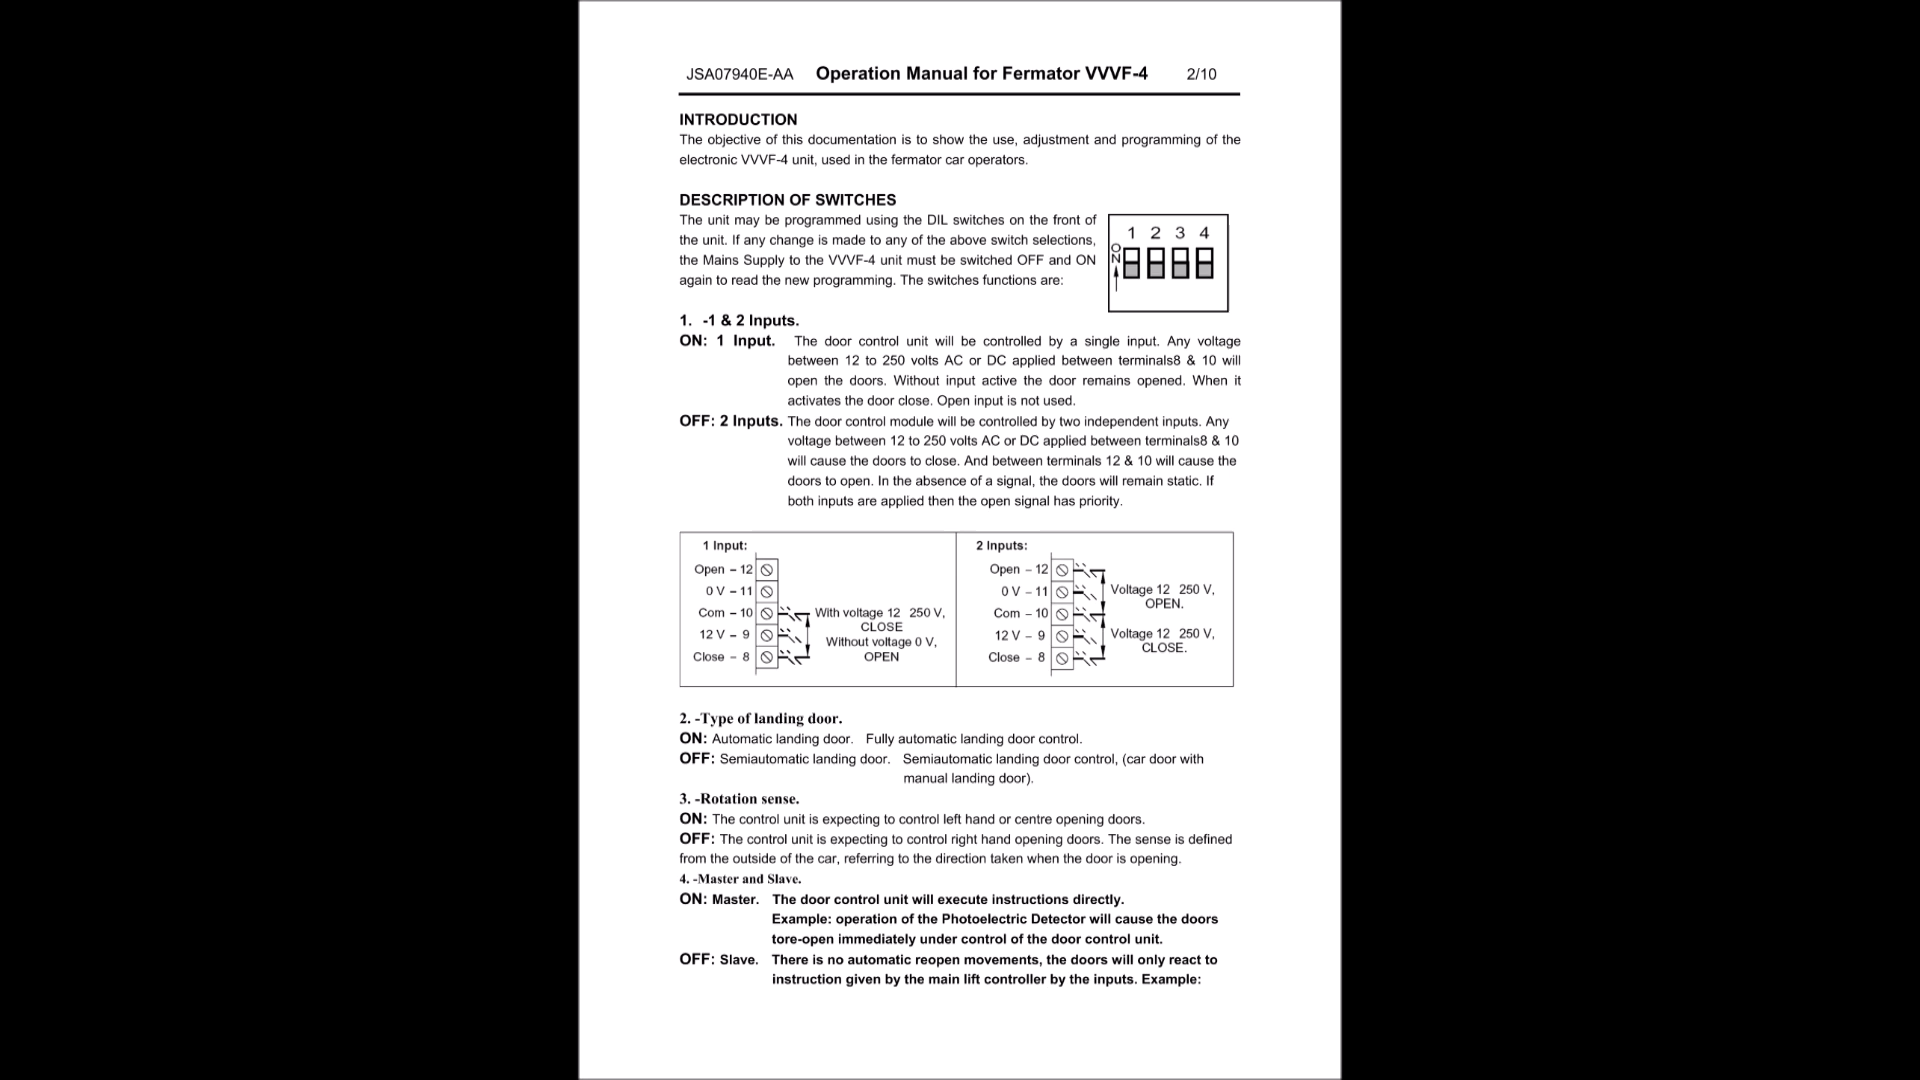 JSA07940E-AA Operation Manual for Fermator VVVF-4 2/10
INTRODUCTION
The objective of this documentation is to show the use, adjustment and programming of the
electronic VVVF-4 unit, used in the fermator car operators.
DESCRIPTION OF SWITCHES
The unit may be programmed using the DIL switches on the front of
the unit. If any change is made to any of the above switch selections,
the Mains Supply to the VVVF-4 unit must be switched OFF and ON
again to read the new programming. The switches functions are:
1 2 3 4
ON
1. -1 & 2 Inputs.
ON: 1 Input. The door control unit will be controlled by a single input. Any voltage
between 12 to 250 volts AC or DC applied between terminals8 & 10 will
open the doors. Without input active the door remains opened. When it
activates the door close. Open input is not used.
OFF: 2 Inputs. The door control module will be controlled by two independent inputs. Any
voltage between 12 to 250 volts AC or DC applied between terminals8 & 10
will cause the doors to close. And between terminals 12 & 10 will cause the
doors to open. In the absence of a signal, the doors will remain static. If
both inputs are applied then the open signal has priority.
1 Input:
Open – 12
0 V – 11
Com – 10
12 V – 9
Close – 8
With voltage 12 250 V,
CLOSE
Without voltage 0 V,
OPEN
2 Inputs:
Open – 12
0 V – 11
Com – 10
12 V – 9
Close – 8
Voltage 12 250 V,
OPEN.
Voltage 12 250 V,
CLOSE.
2. -Type of landing door.
ON: Automatic landing door. Fully automatic landing door control.
OFF: Semiautomatic landing door. Semiautomatic landing door control, (car door with
manual landing door).
3. -Rotation sense.
ON: The control unit is expecting to control left hand or centre opening doors.
OFF: The control unit is expecting to control right hand opening doors. The sense is defined
from the outside of the car, referring to the direction taken when the door is opening.
4. -Master and Slave.
ON: Master. The door control unit will execute instructions directly.
Example: operation of the Photoelectric Detector will cause the doors
tore-open immediately under control of the door control unit.
OFF: Slave. There is no automatic reopen movements, the doors will only react to
instruction given by the main lift controller by the inputs. Example: